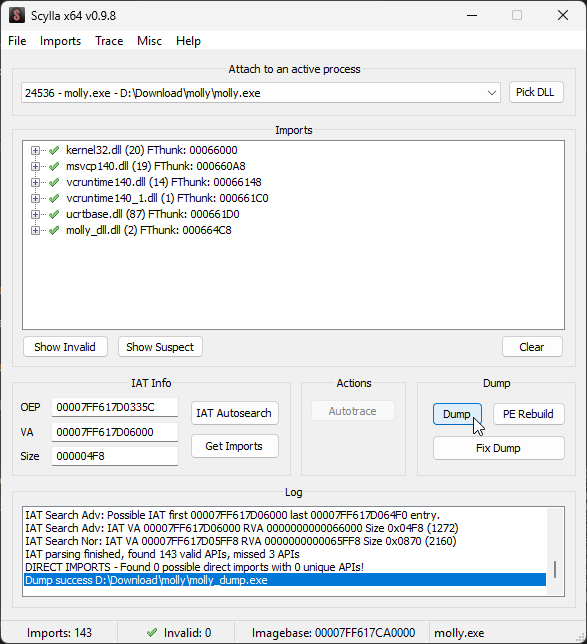 Scylla x64 v0.9.8
File Imports Trace Misc Help
Attach to an active process
24536 - molly.exe - D:\Download\molly\molly.exe
Pick DLL
Imports
kernel32.dll (20) FThunk: 00066000
msvcp140.dll (19) FThunk: 000660A8
vcruntime140.dll (14) FThunk: 00066148
vcruntime140_1.dll (1) FThunk: 000661C0
ucrtbase.dll (87) FThunk: 000661D0
molly_dll.dll (2) FThunk: 000664C8
Show Invalid Show Suspect Clear
IAT Info
OEP 00007FF617D0335C
VA 00007FF617D06000
Size 000004F8
IAT Autosearch
Get Imports
Actions
Autotrace
Dump
Dump PE Rebuild
Fix Dump
Log
IAT Search Adv: Possible IAT first 00007FF617D06000 last 00007FF617D064F0 entry.
IAT Search Adv: IAT VA 00007FF617D06000 RVA 0000000000066000 Size 0x04F8 (1272)
IAT Search Nor: IAT VA 00007FF617D05FF8 RVA 0000000000065FF8 Size 0x0870 (2160)
IAT parsing finished, found 143 valid APIs, missed 3 APIs
DIRECT IMPORTS - Found 0 possible direct imports with 0 unique APIs!
Dump success D:\Download\molly\molly_dump.exe
Imports: 143 Invalid: 0 Imagebase: 00007FF617CA0000 molly.exe